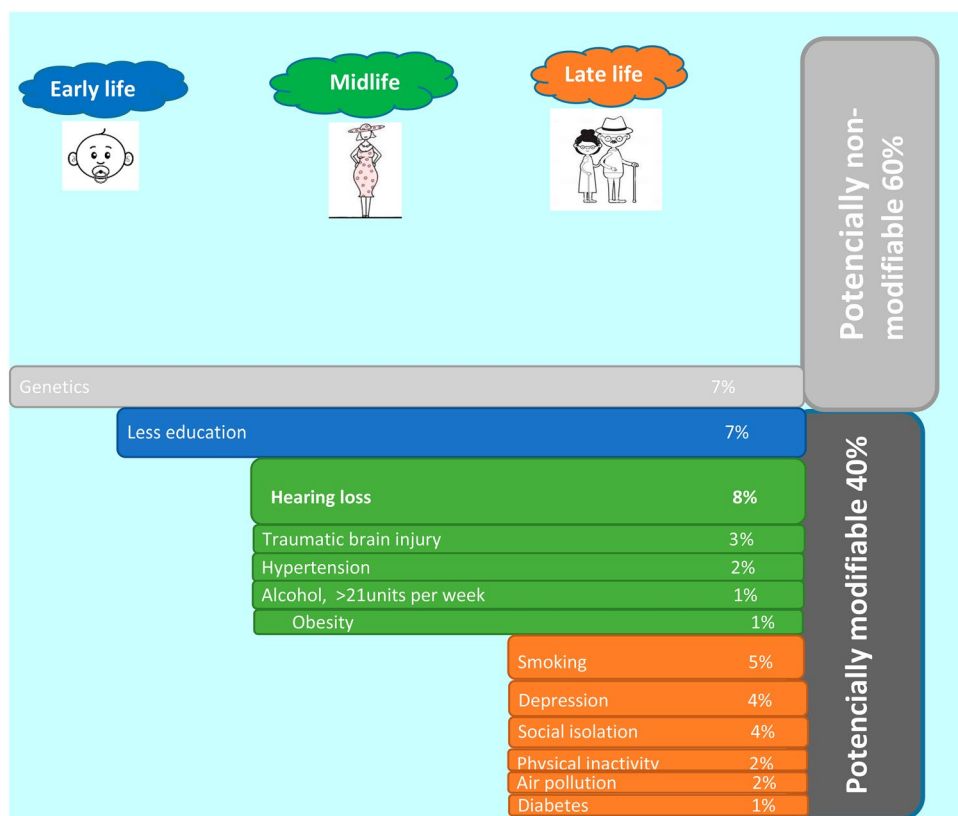 Early life
Midlife
Late life
Potencially non-
modifiable 60%
Genetics 7%
Less education 7%
Hearing loss 8%
Traumatic brain injury 3%
Hypertension 2%
Alcohol, >21units per week 1%
Obesity 1%
Smoking 5%
Depression 4%
Social isolation 4%
Physical inactivity 2%
Air pollution 2%
Diabetes 1%
Potencially modifiable 40%